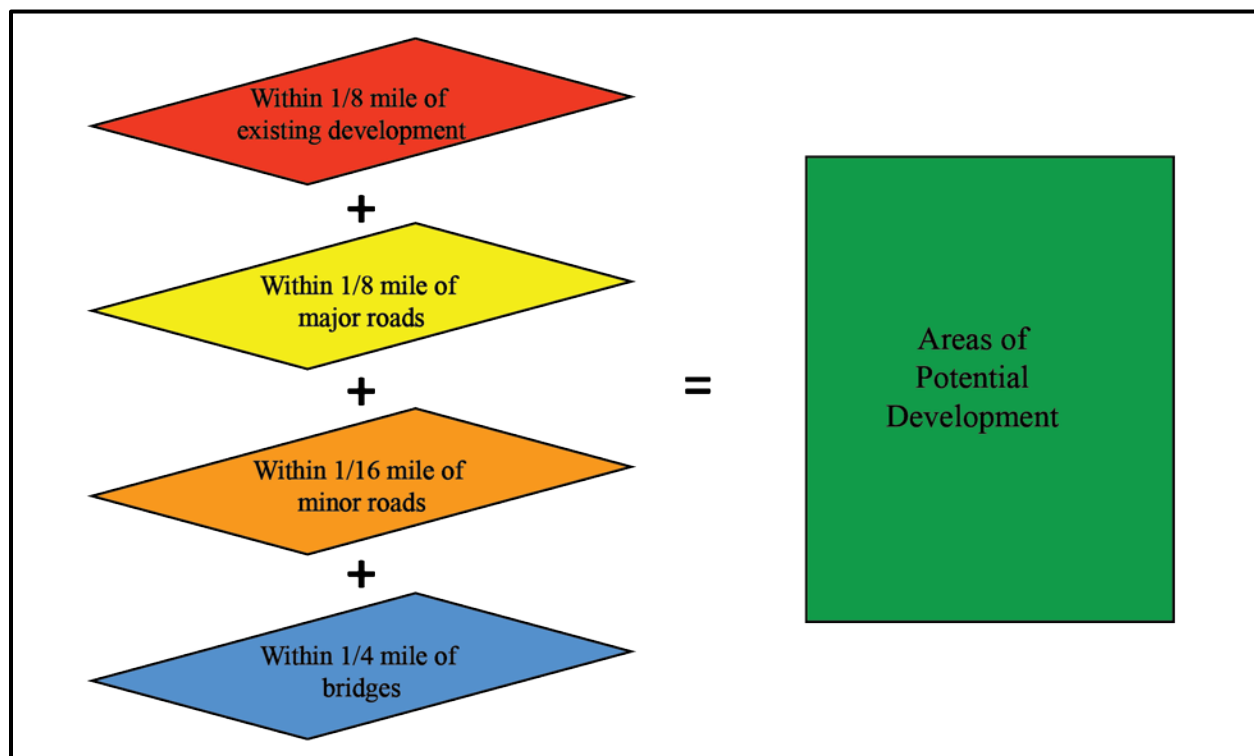 Within 1/8 mile of
existing development
+
Within 1/8 mile of
major roads
+
Within 1/16 mile of
minor roads
+
Within 1/4 mile of
bridges
=
Areas of
Potential
Development